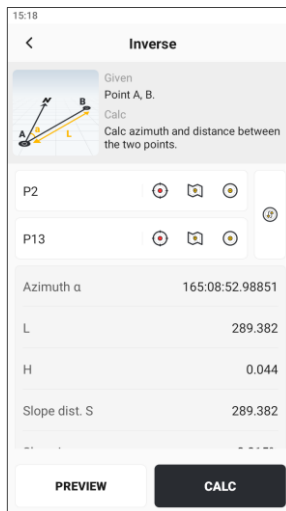 15:18
Inverse
Given
Point A, B.
Calc
Calc azimuth and distance between
the two points.
N
A
B
α
L
P2
P13
Azimuth α 165:08:52.98851
L 289.382
H 0.044
Slope dist. S 289.382
PREVIEW
CALC